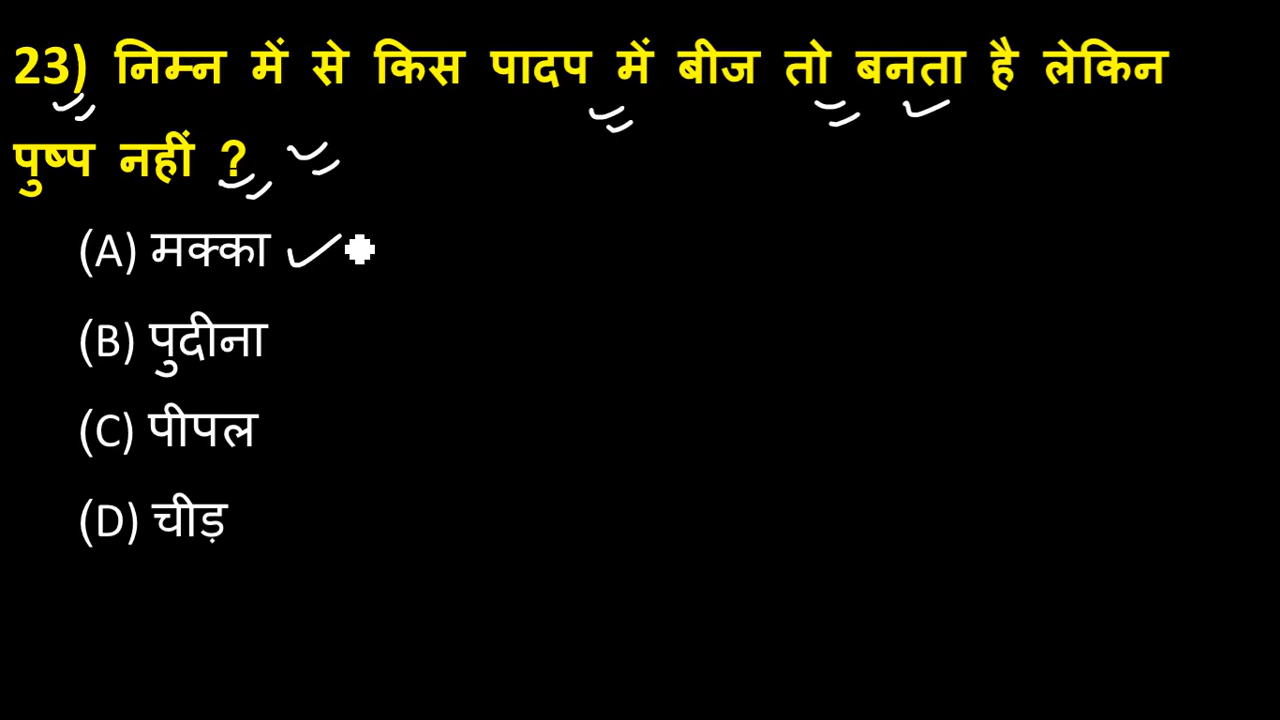 23) निम्न में से किस पादप में बीज तो बनता है लेकिन
पुष्प नहीं ?
(A) मक्का
(B) पुदीना
(C) पीपल
(D) चीड़